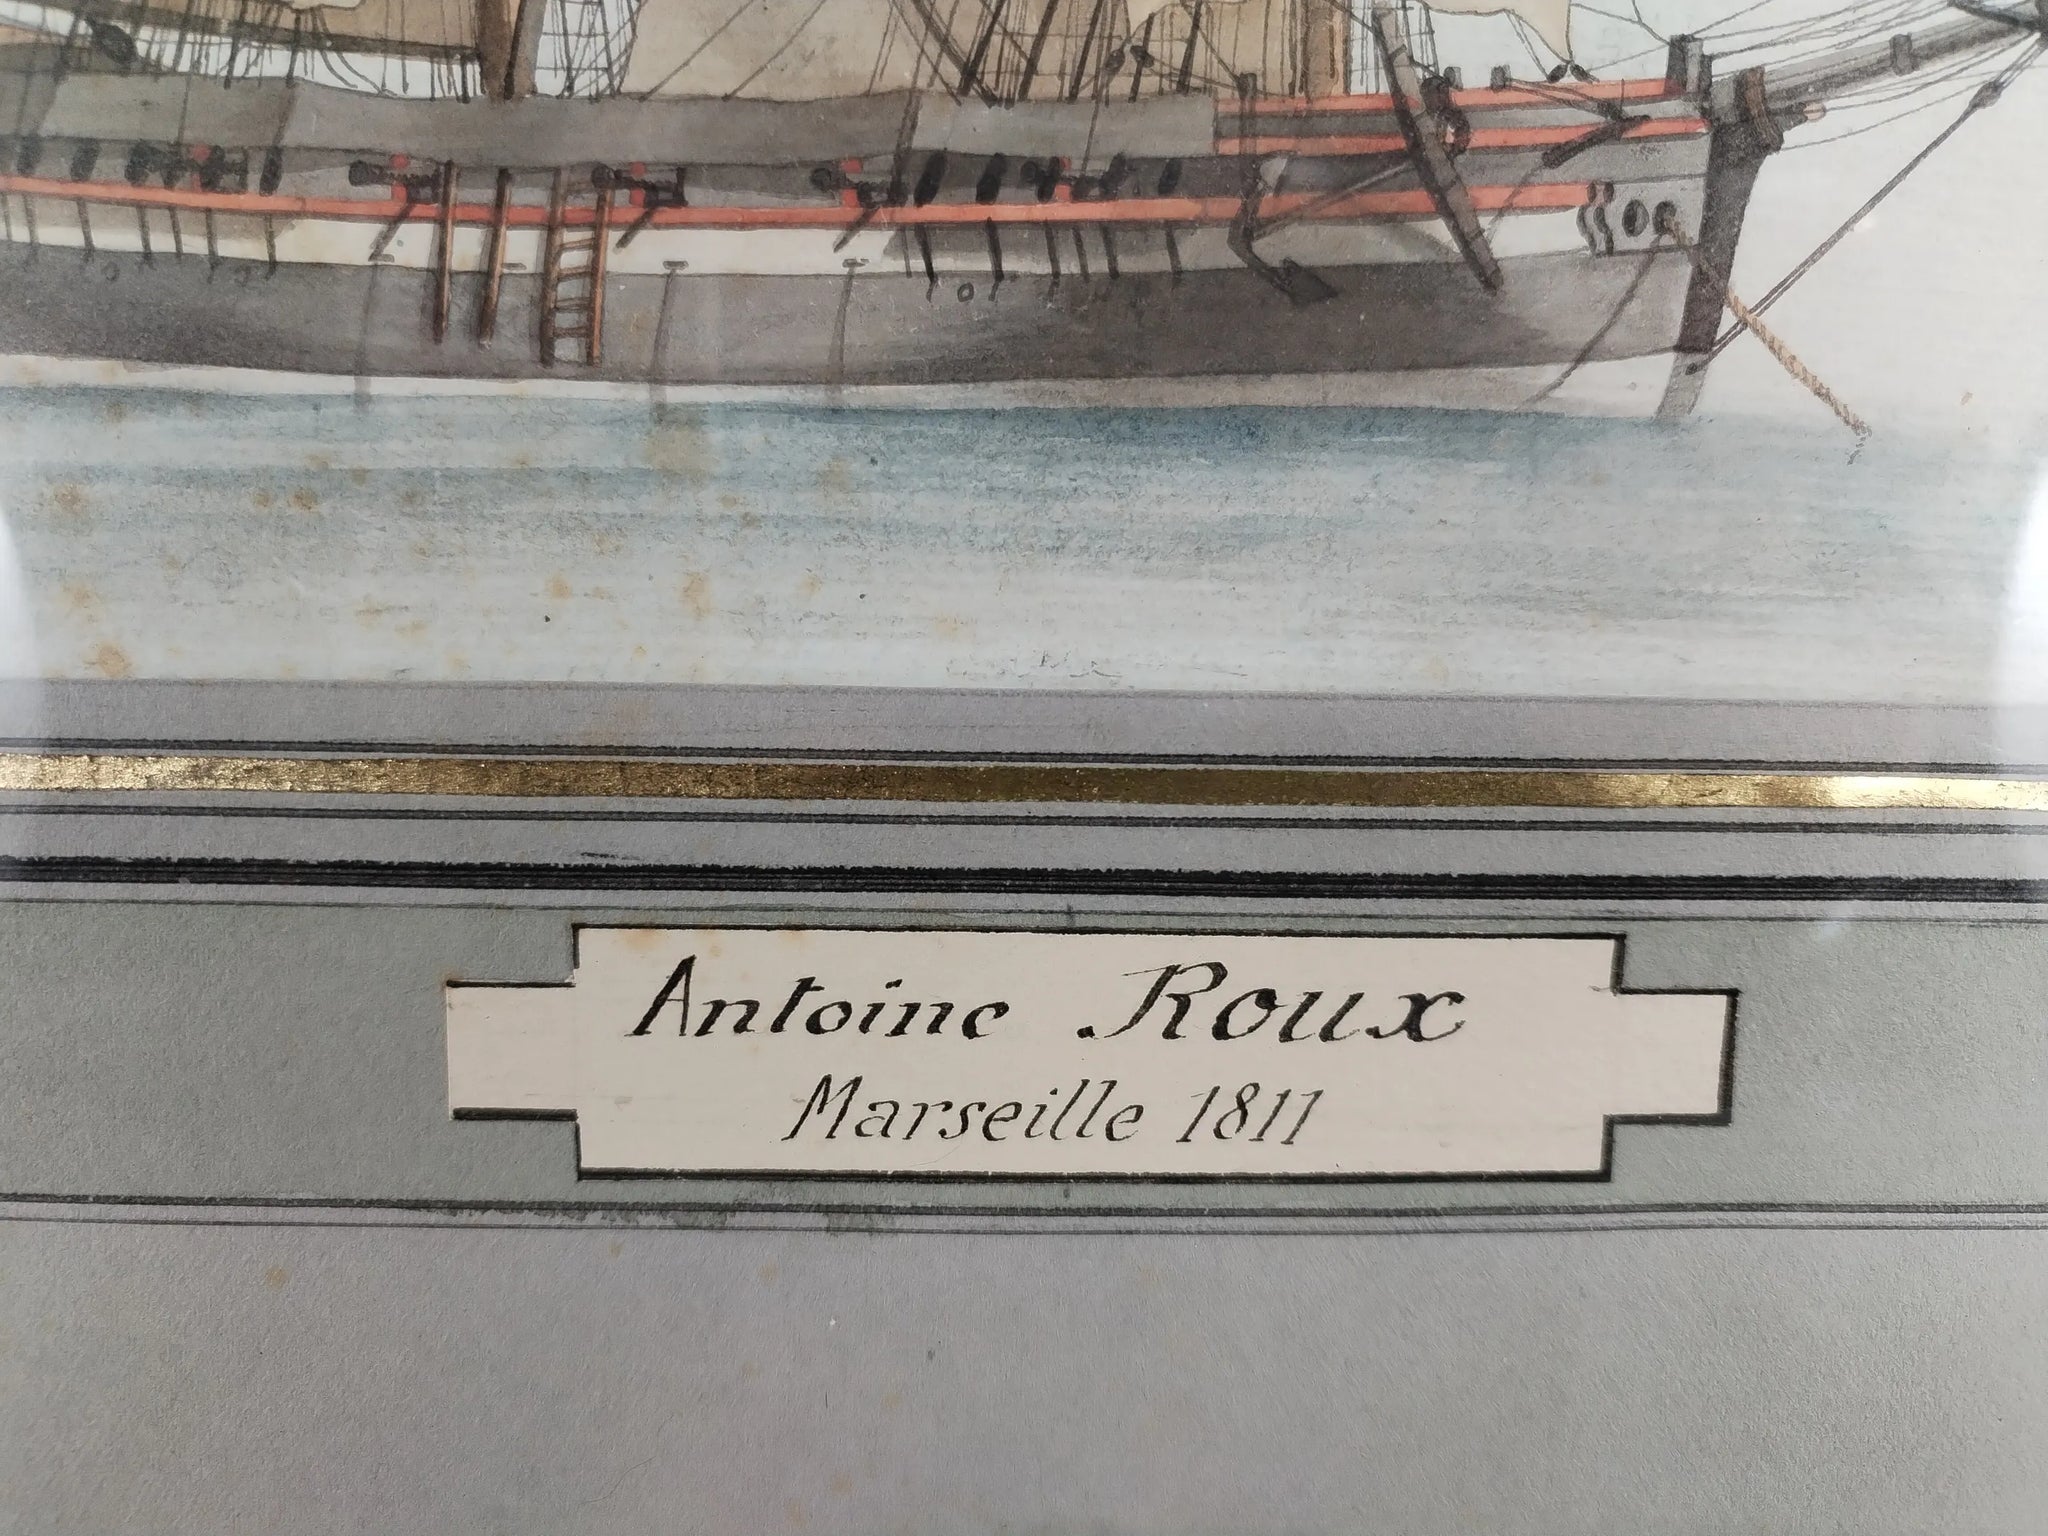 Antoine Roux
Marseille 1811